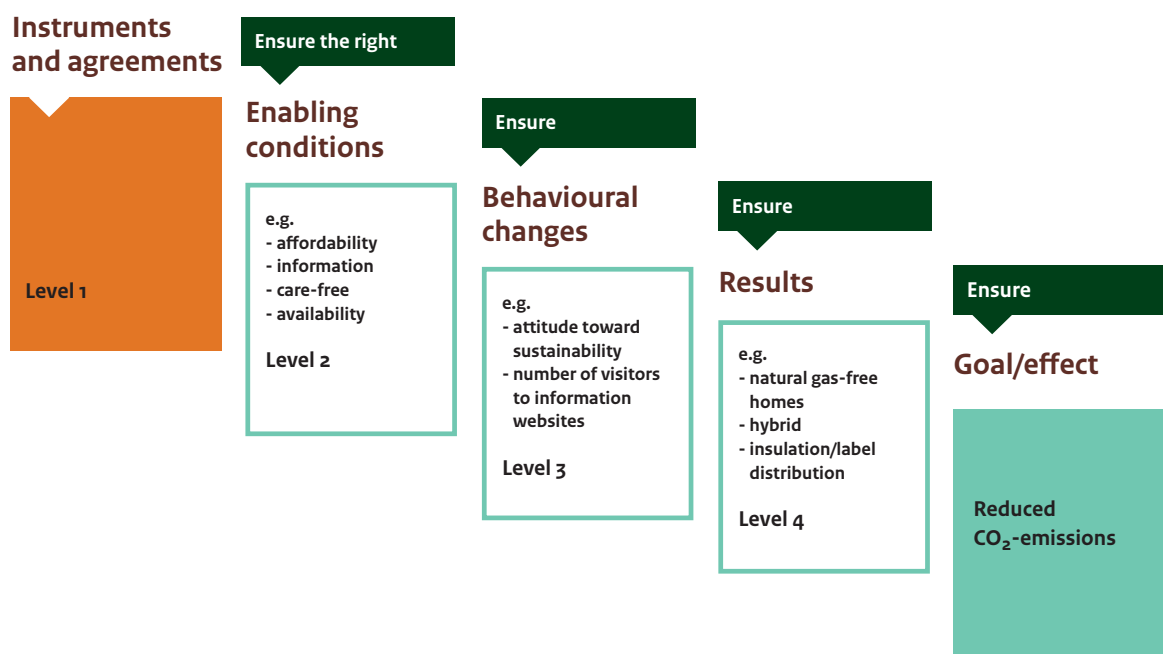 Instruments
and agreements
Level 1
Ensure the right
Enabling
conditions
e.g.
- affordability
- information
- care-free
- availability
Level 2
Ensure
Behavioural
changes
e.g.
- attitude toward
sustainability
- number of visitors
to information
websites
Level 3
Ensure
Results
e.g.
- natural gas-free
homes
- hybrid
- insulation/label
distribution
Level 4
Ensure
Goal/effect
Reduced
CO₂-emissions